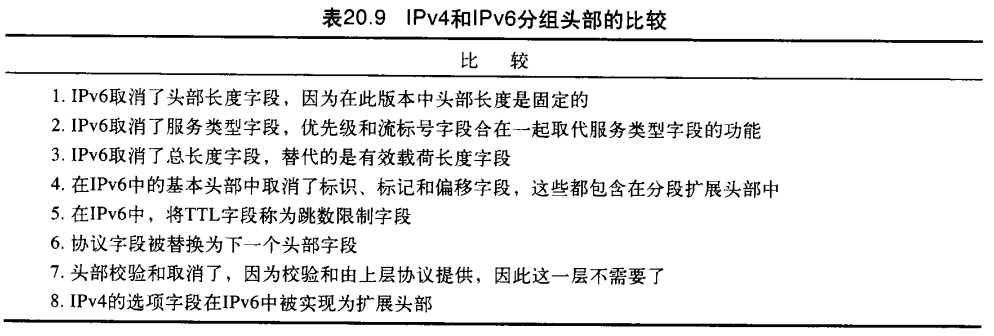 表20.9 IPv4和IPv6分组头部的比较
比 较
1. IPv6取消了头部长度字段，因为在此版本中头部长度是固定的
2. IPv6取消了服务类型字段，优先级和流标号字段合在一起取代服务类型字段的功能
3. IPv6取消了总长度字段，替代的是有效载荷长度字段
4. 在IPv6中的基本头部中取消了标识、标记和偏移字段，这些都包含在分段扩展头部中
5. 在IPv6中，将TTL字段称为跳数限制字段
6. 协议字段被替换为下一个头部字段
7. 头部校验和取消了，因为校验和由上层协议提供，因此这一层不需要了
8. IPv4的选项字段在IPv6中被实现为扩展头部